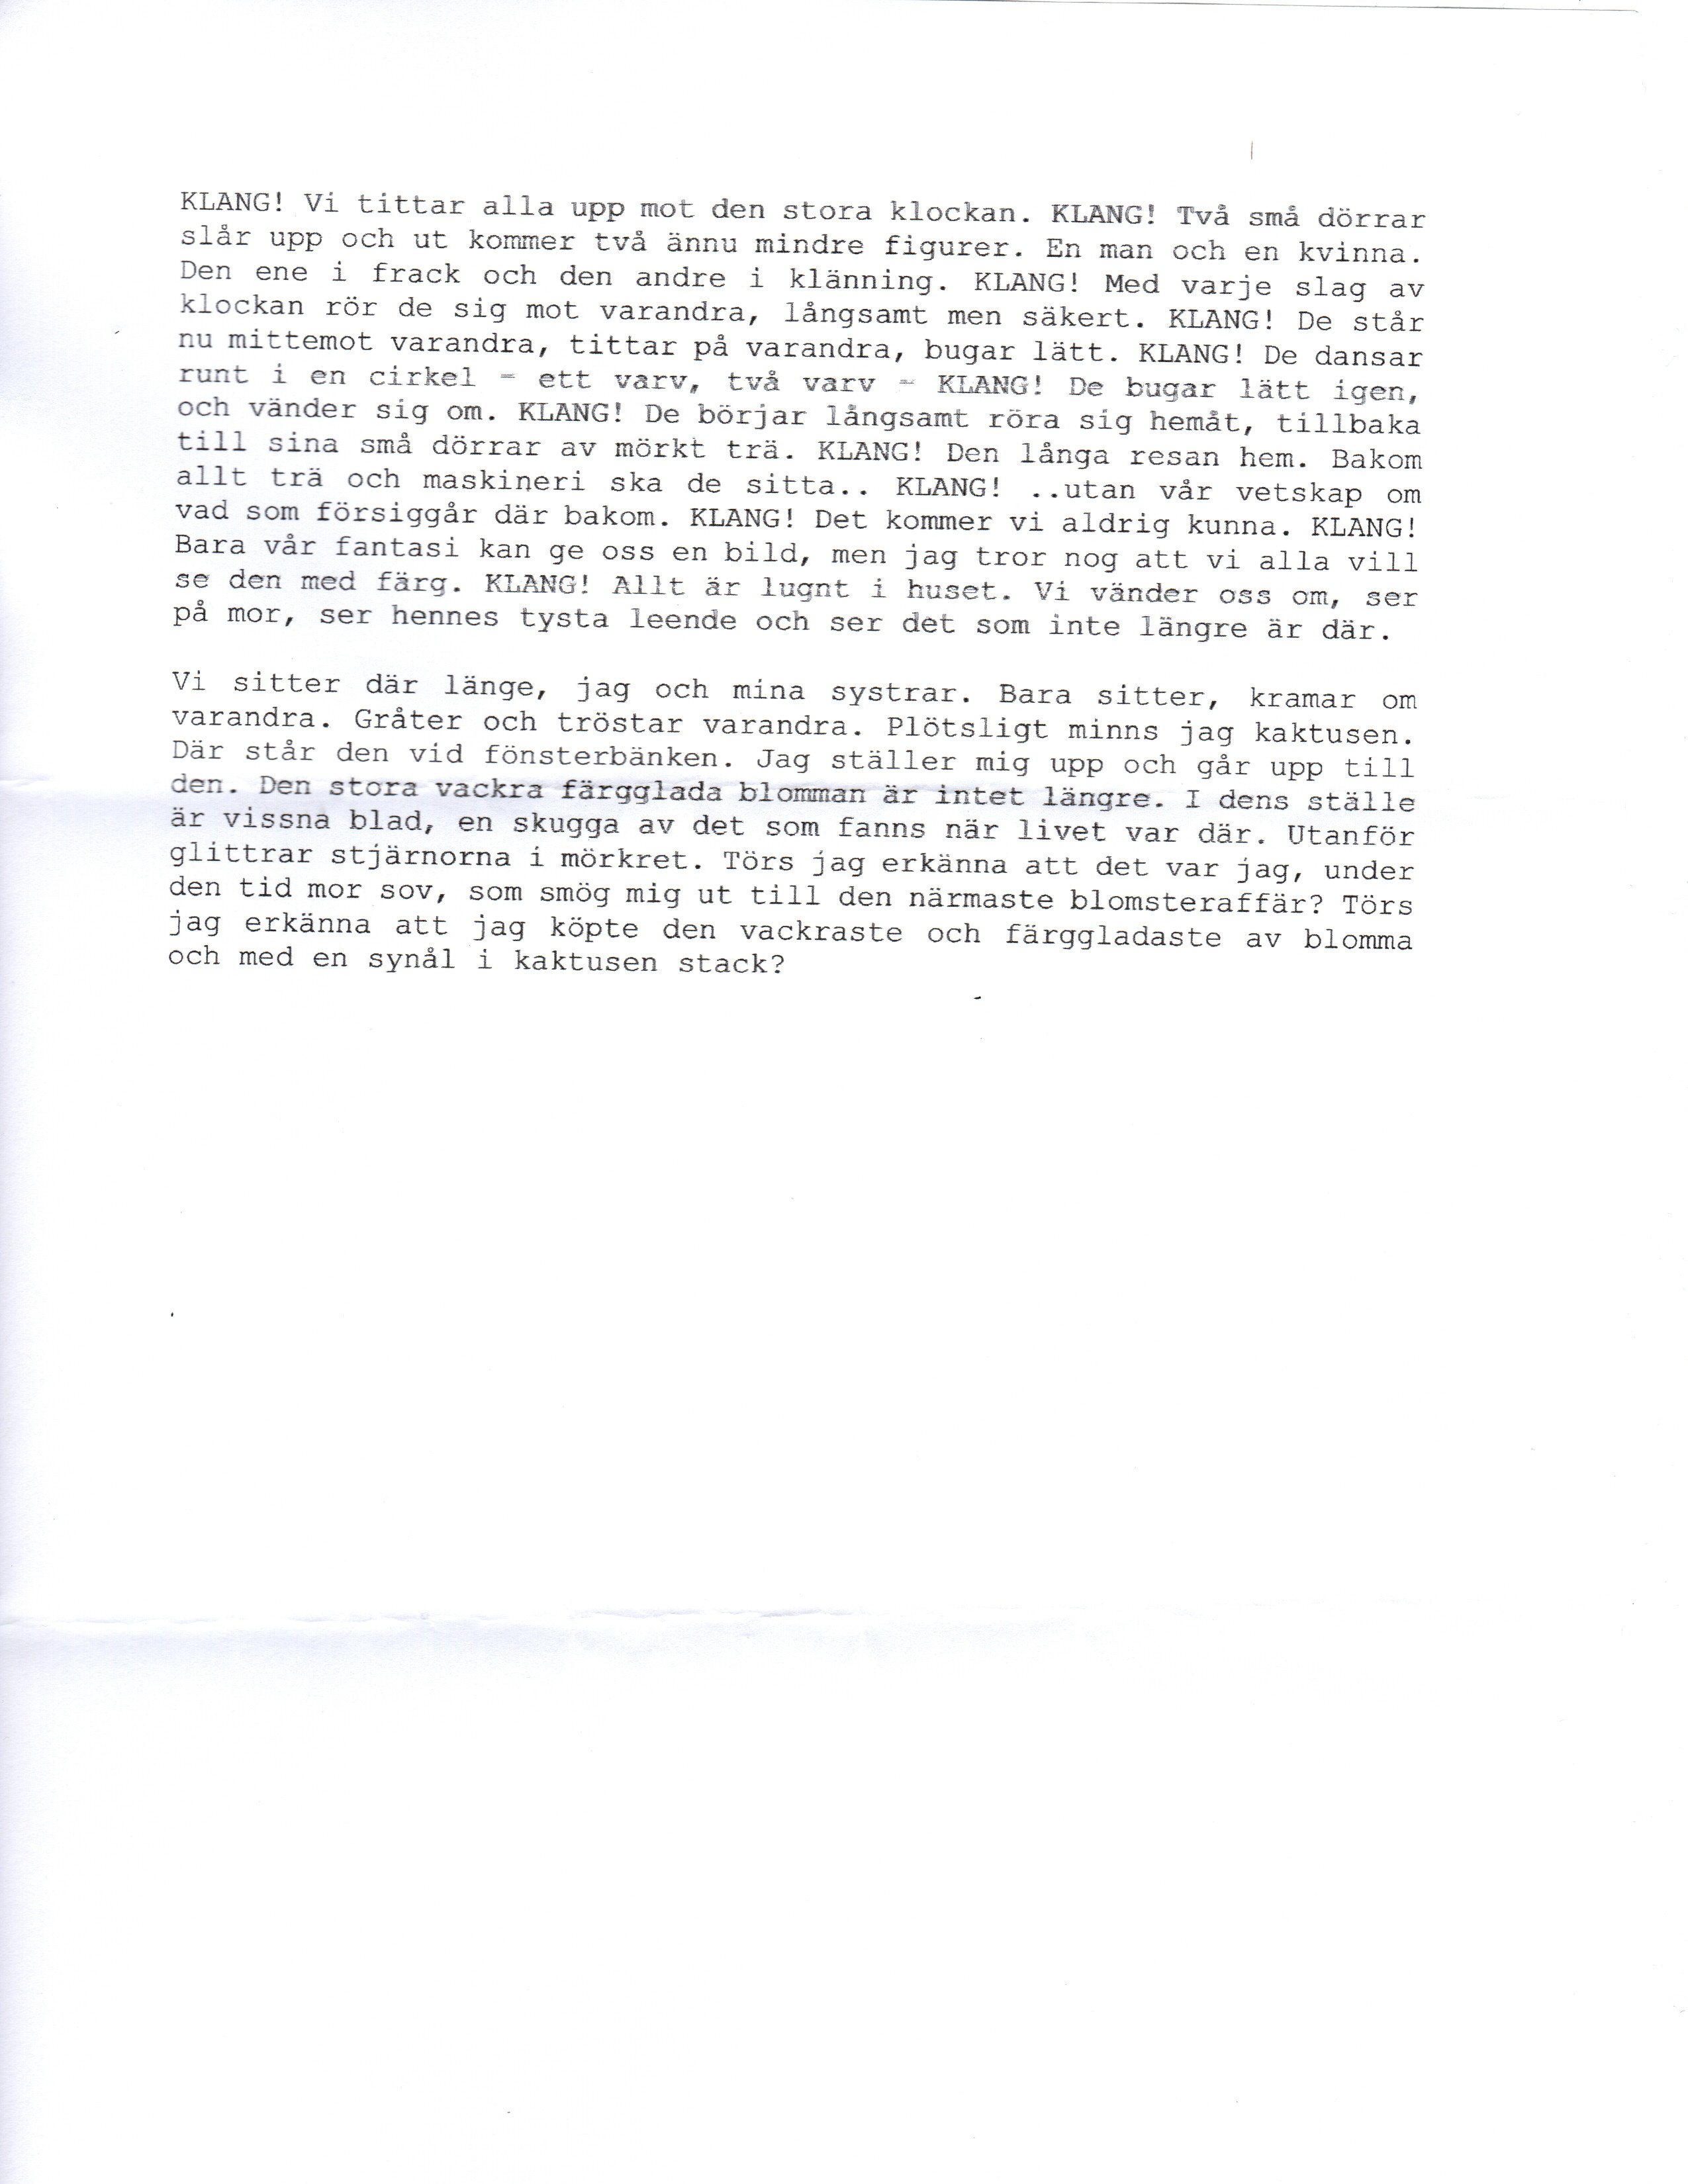 KLANG! Vi tittar alla upp mot den stora klockan. KLANG! Två små dörrar
slår upp och ut kommer två ännu mindre figurer. En man och en kvinna.
Den ene i frack och den andre i klänning. KLANG! Med varje slag av
klockan rör de sig mot varandra, långsamt men säkert. KLANG! De står
nu mittemot varandra, tittar på varandra, bugar lätt. KLANG! De dansar
runt i en cirkel - ett varv, två varv - KLANG! De bugar lätt igen,
och vänder sig om. KLANG! De börjar långsamt röra sig hemåt, tillbaka
till sina små dörrar av mörkt trä. KLANG! Den långa resan hem. Bakom
allt trä och maskineri ska de sitta.. KLANG! ..utan vår vetskap om
vad som försiggår där bakom. KLANG! Det kommer vi aldrig kunna. KLANG!
Bara vår fantasi kan ge oss en bild, men jag tror nog att vi alla vill
se den med färg. KLANG! Allt är lugnt i huset. Vi vänder oss om, ser
på mor, ser hennes tysta leende och ser det som inte längre är där.
Vi sitter där länge, jag och mina systrar. Bara sitter, kramar om
varandra. Gråter och tröstar varandra. Plötsligt minns jag kaktusen.
Där står den vid fönsterbänken. Jag ställer mig upp och går upp till
den. Den stora vackra färgglada blomman är intet längre. I dens ställe
är vissna blad, en skugga av det som fanns när livet var där. Utanför
glittrar stjärnorna i mörkret. Törs jag erkänna att det var jag, under
den tid mor sov, som smög mig ut till den närmaste blomsteraffär? Törs
jag erkänna att jag köpte den vackraste och färggladaste av blomma
och med en synål i kaktusen stack?